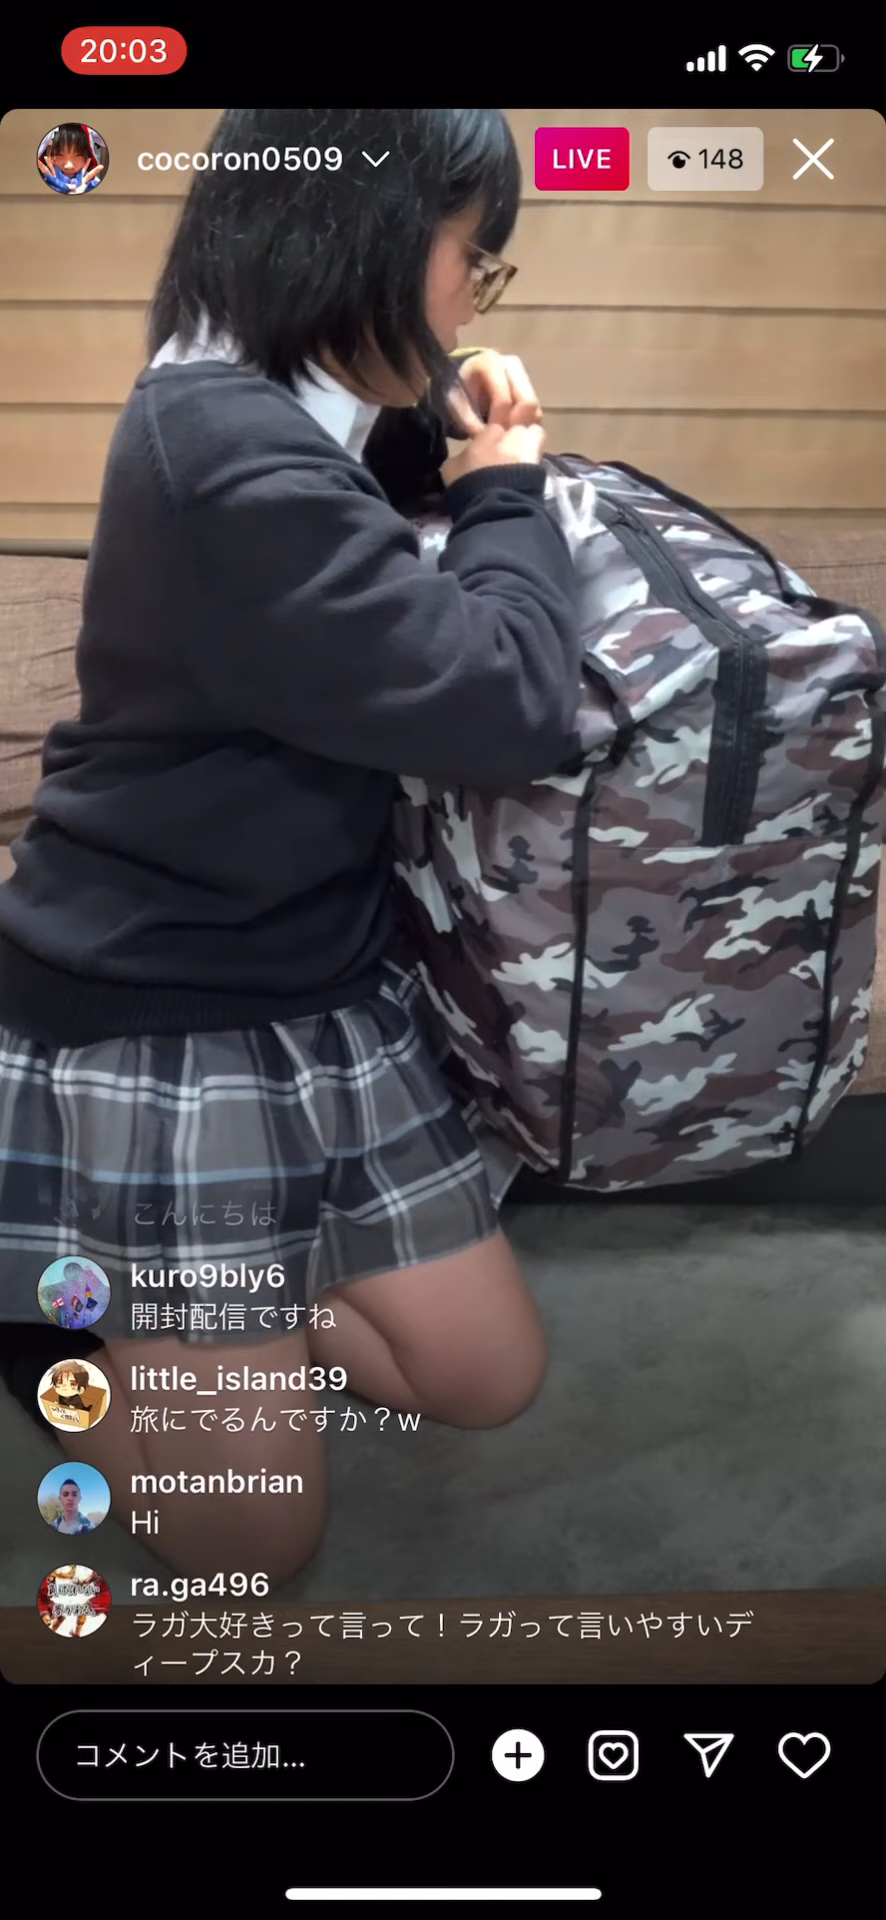 20:03
cocoron0509
LIVE
148
こんにちは
kuro9bly6
開封配信ですね
little_island39
旅にでるんですか？w
motanbrian
Hi
ra.ga496
ラガ大好きって言って！ラガって言いやすいデ
ィープスカ？
コメントを追加...